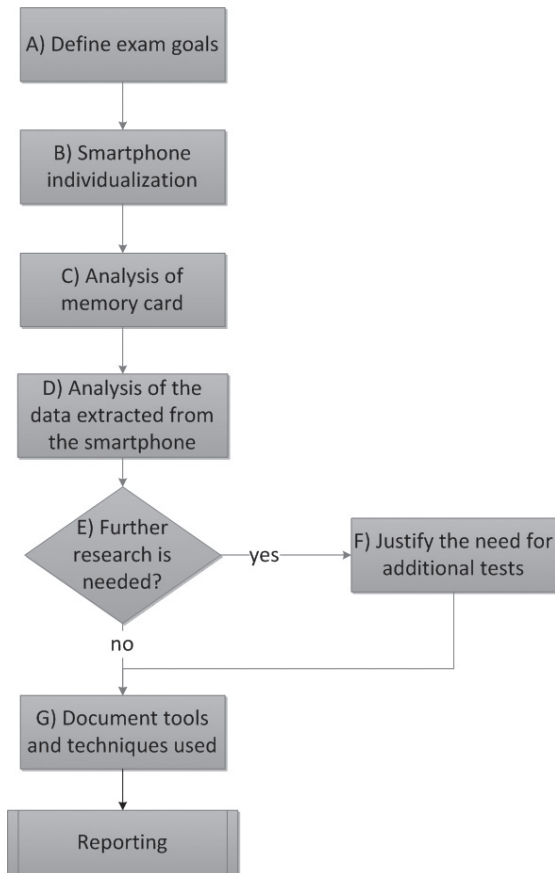 A) Define exam goals
B) Smartphone
individualization
C) Analysis of
memory card
D) Analysis of the
data extracted from
the smartphone
E) Further
research is
needed?
yes
F) Justify the need for
additional tests
no
G) Document tools
and techniques used
Reporting